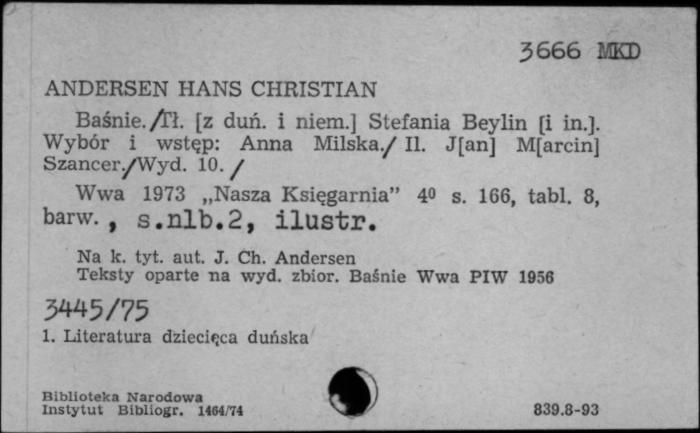 3666 MKD
ANDERSEN HANS CHRISTIAN
Baśnie./Tł. [z duń. i niem.] Stefania Beylin [i in.].
Wybór i wstęp: Anna Milska./ Il. J[an] M[arcin]
Szancer./Wyd. 10. /
Wwa 1973 „Nasza Księgarnia” 4⁰ s. 166, tabl. 8,
barw. , s.nlb.2, ilustr.
Na k. tyt. aut. J. Ch. Andersen
Teksty oparte na wyd. zbior. Baśnie Wwa PIW 1956
3445/75
1. Literatura dziecięca duńska
Biblioteka Narodowa
Instytut Bibliogr. 1464/74
839.8-93